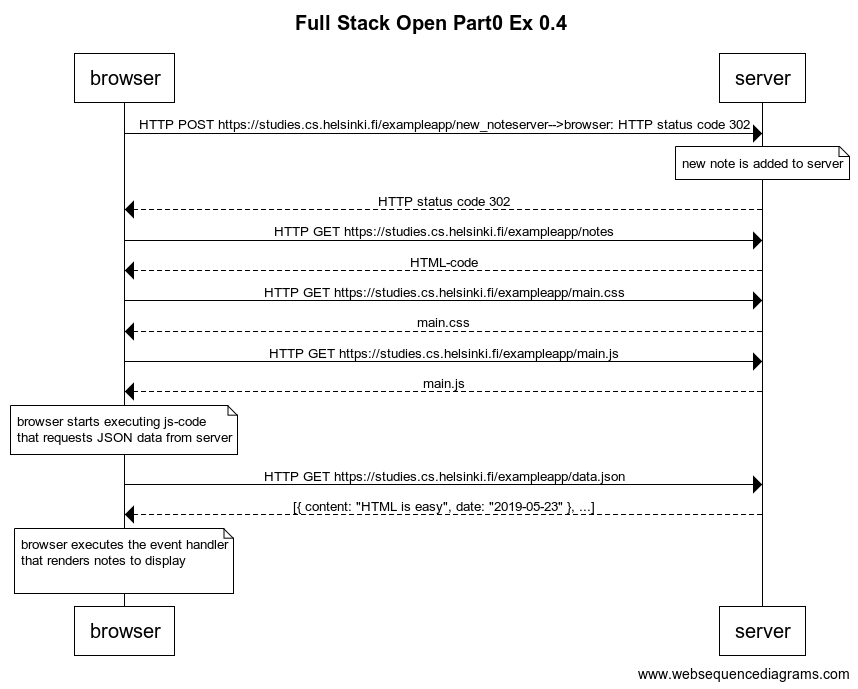 Full Stack Open Part0 Ex 0.4
browser
server
HTTP POST https://studies.cs.helsinki.fi/exampleapp/new_noteserver-->browser: HTTP status code 302
new note is added to server
HTTP status code 302
HTTP GET https://studies.cs.helsinki.fi/exampleapp/notes
HTML-code
HTTP GET https://studies.cs.helsinki.fi/exampleapp/main.css
main.css
HTTP GET https://studies.cs.helsinki.fi/exampleapp/main.js
main.js
browser starts executing js-code
that requests JSON data from server
HTTP GET https://studies.cs.helsinki.fi/exampleapp/data.json
[{ content: "HTML is easy", date: "2019-05-23" }, ...]
browser executes the event handler
that renders notes to display
browser
server
www.websequencediagrams.com